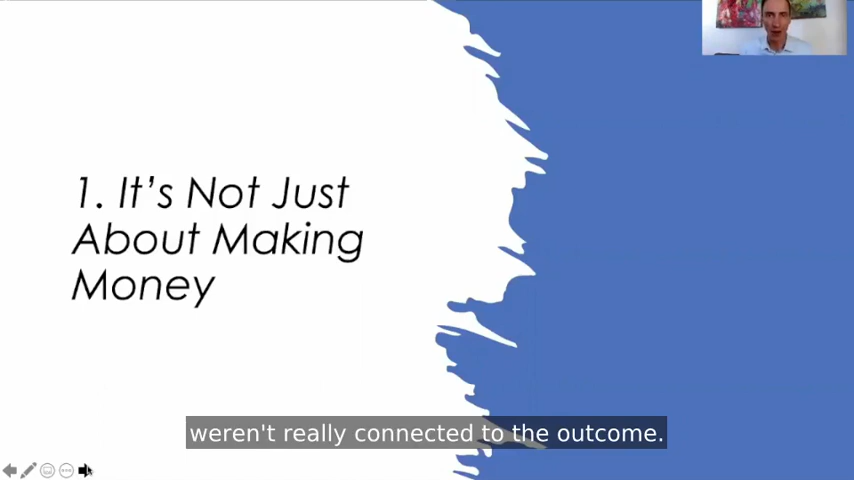 1. It's Not Just
About Making
Money
weren't really connected to the outcome.